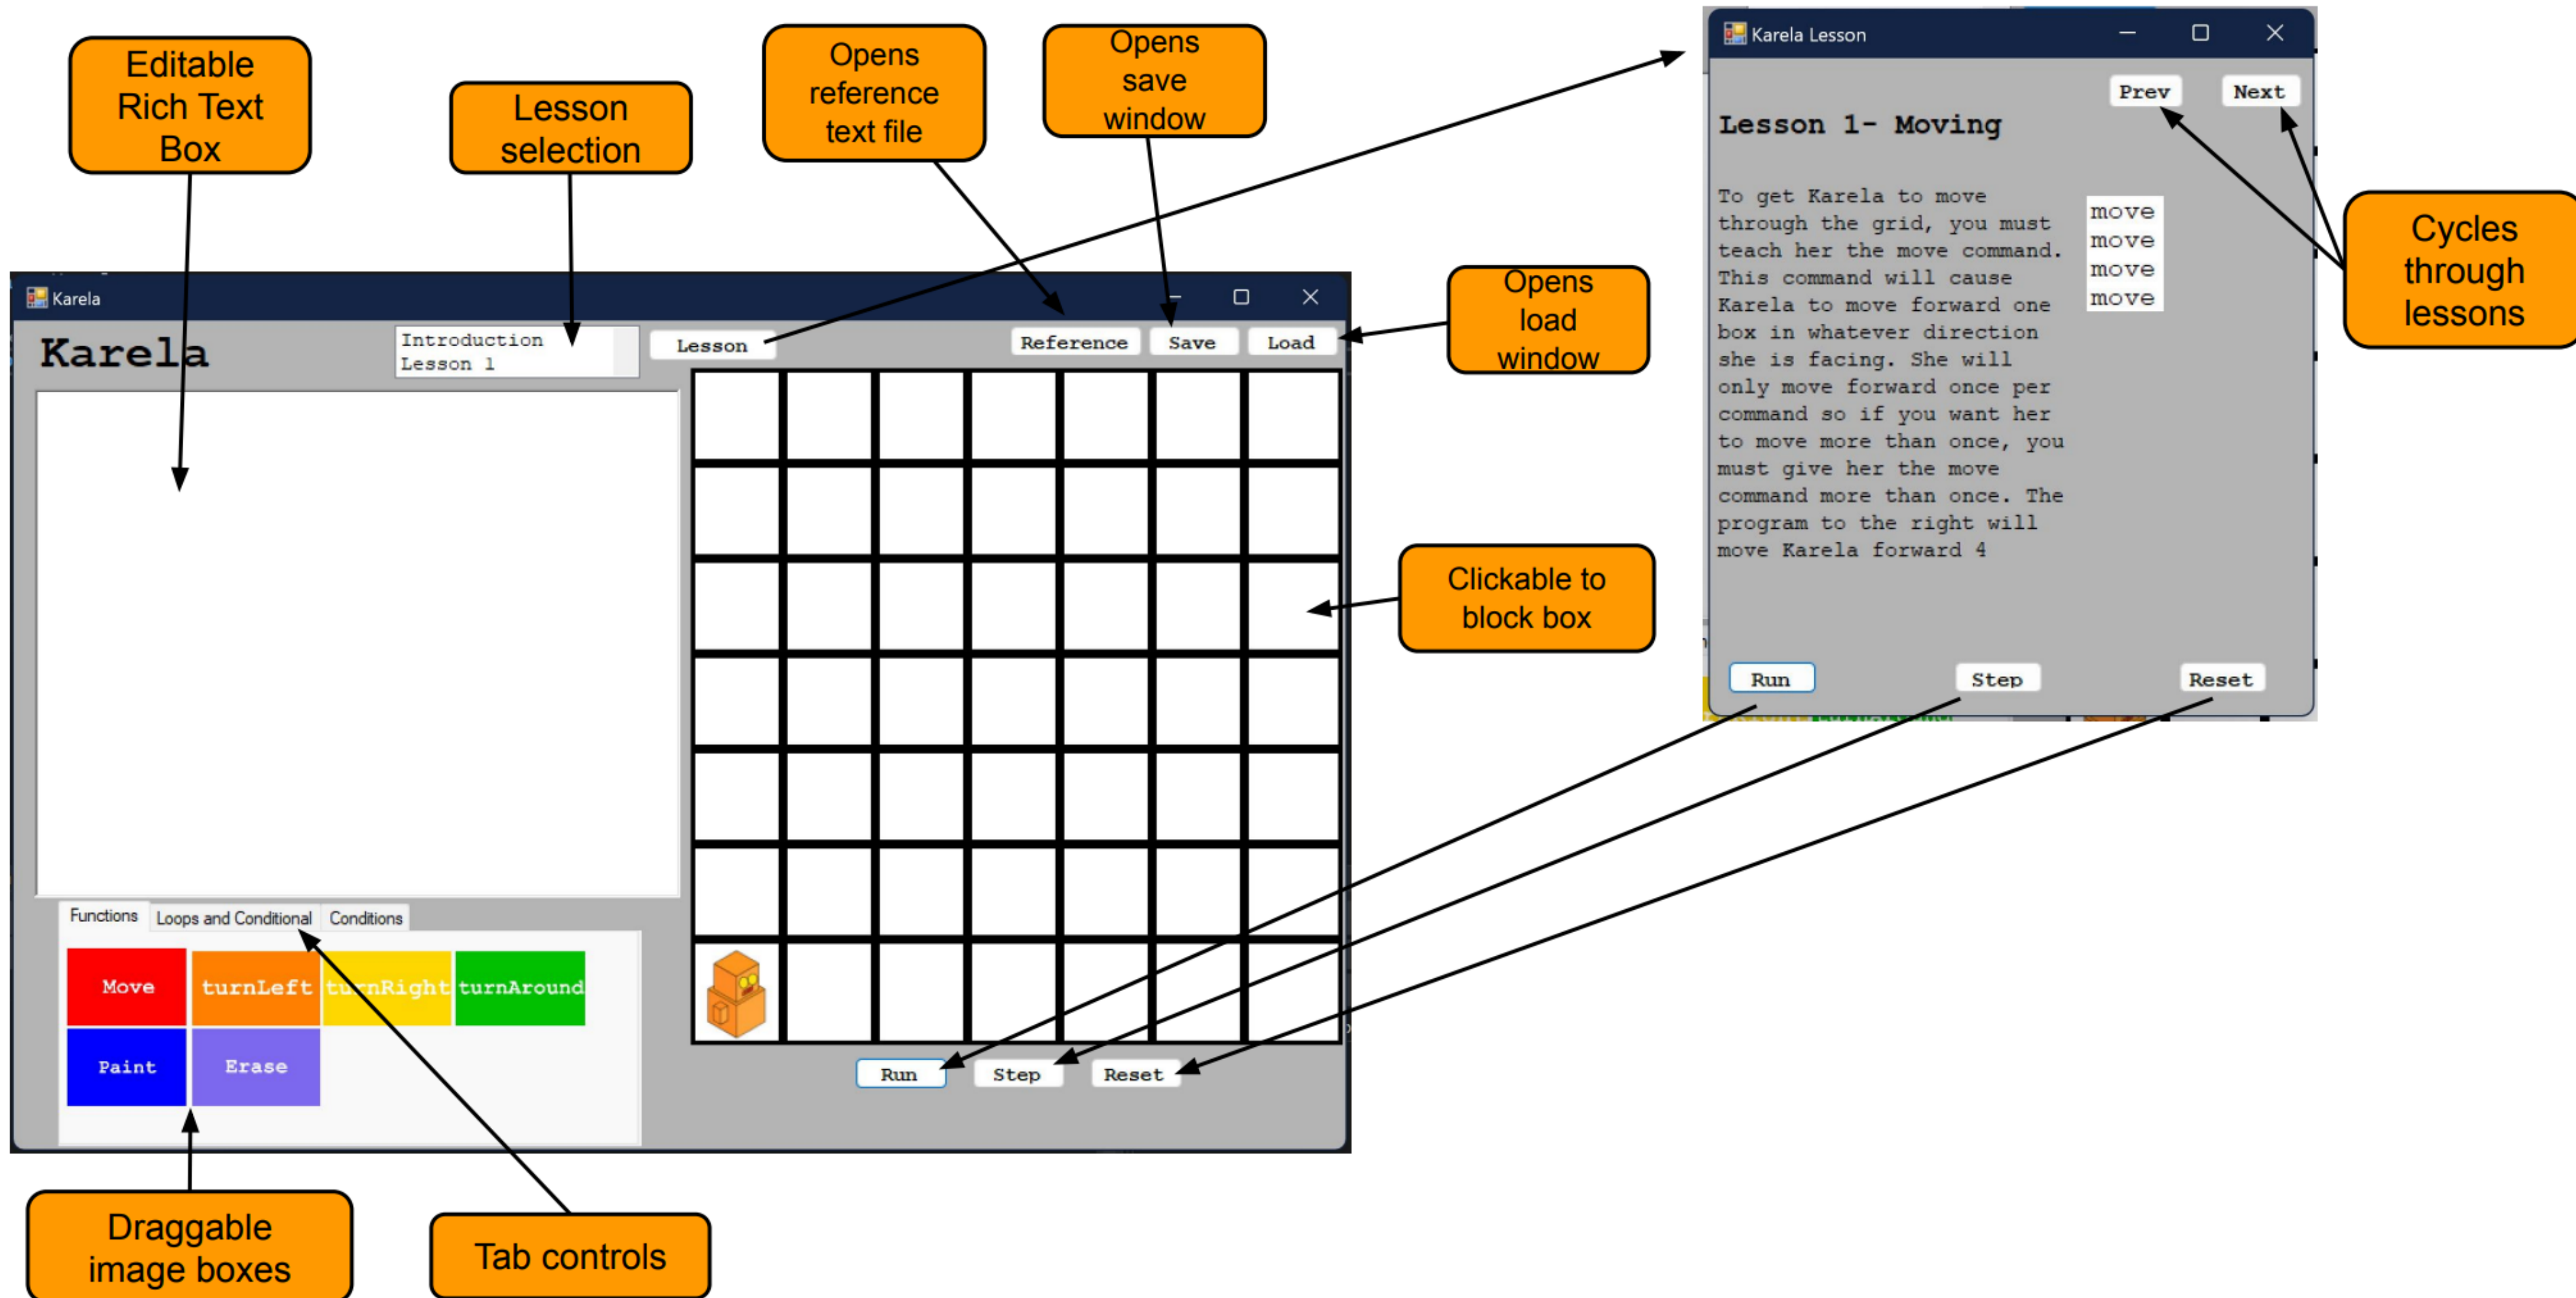 Editable
Rich Text
Box
Lesson
selection
Opens
reference
text file
Opens
save
window
Karela
Karela
Introduction
Lesson 1
Lesson
Reference
Save
Load
Opens
load
window
Clickable to
block box
Functions
Loops and Conditional
Conditions
Move
turnLeft
turnRight
turnAround
Paint
Erase
Run
Step
Reset
Draggable
image boxes
Tab controls
Karela Lesson
Prev
Next
Lesson 1- Moving
To get Karela to move
through the grid, you must
teach her the move command.
This command will cause
Karela to move forward one
box in whatever direction
she is facing. She will
only move forward once per
command so if you want her
to move more than once, you
must give her the move
command more than once. The
program to the right will
move Karela forward 4
move
move
move
move
Run
Step
Reset
Cycles
through
lessons